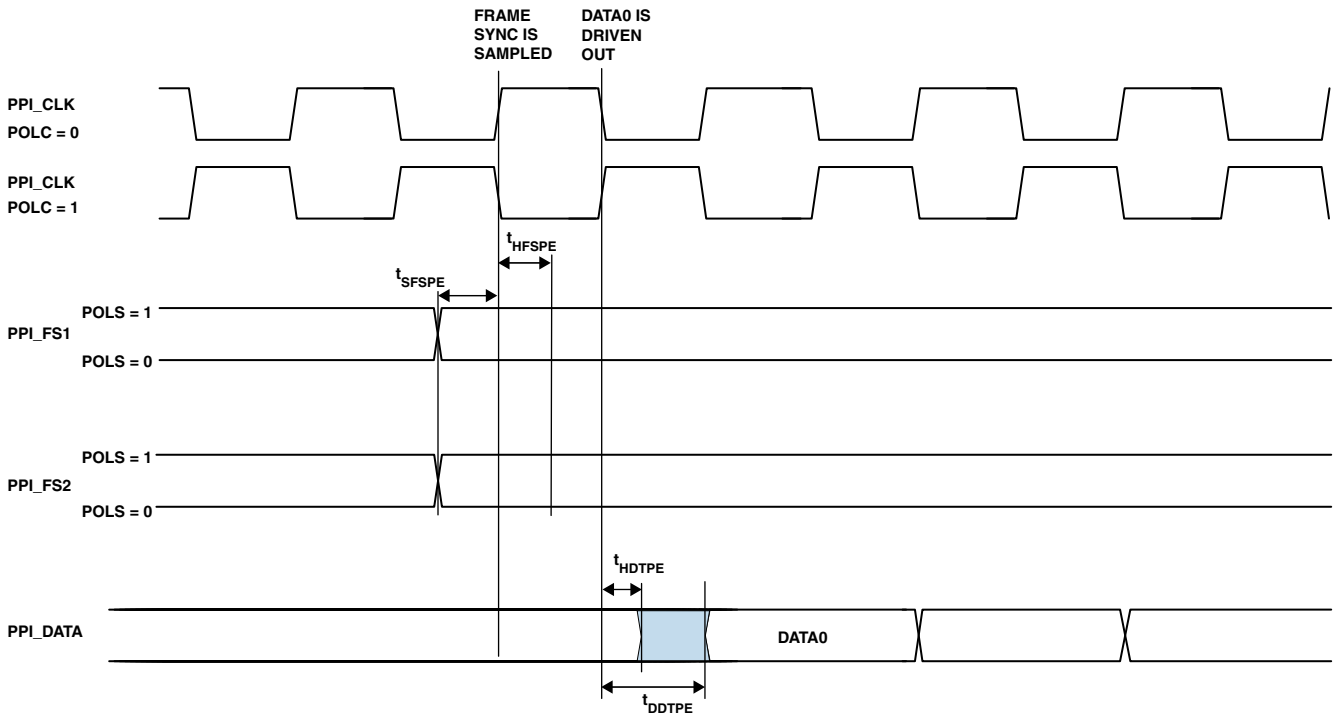 FRAME
SYNC IS
SAMPLED
DATA0 IS
DRIVEN
OUT
PPI_CLK
POLC = 0
PPI_CLK
POLC = 1
tHFSPE
tSFSPE
POLS = 1
PPI_FS1
POLS = 0
POLS = 1
PPI_FS2
POLS = 0
tHDTPE
PPI_DATA
DATA0
tDDTPE